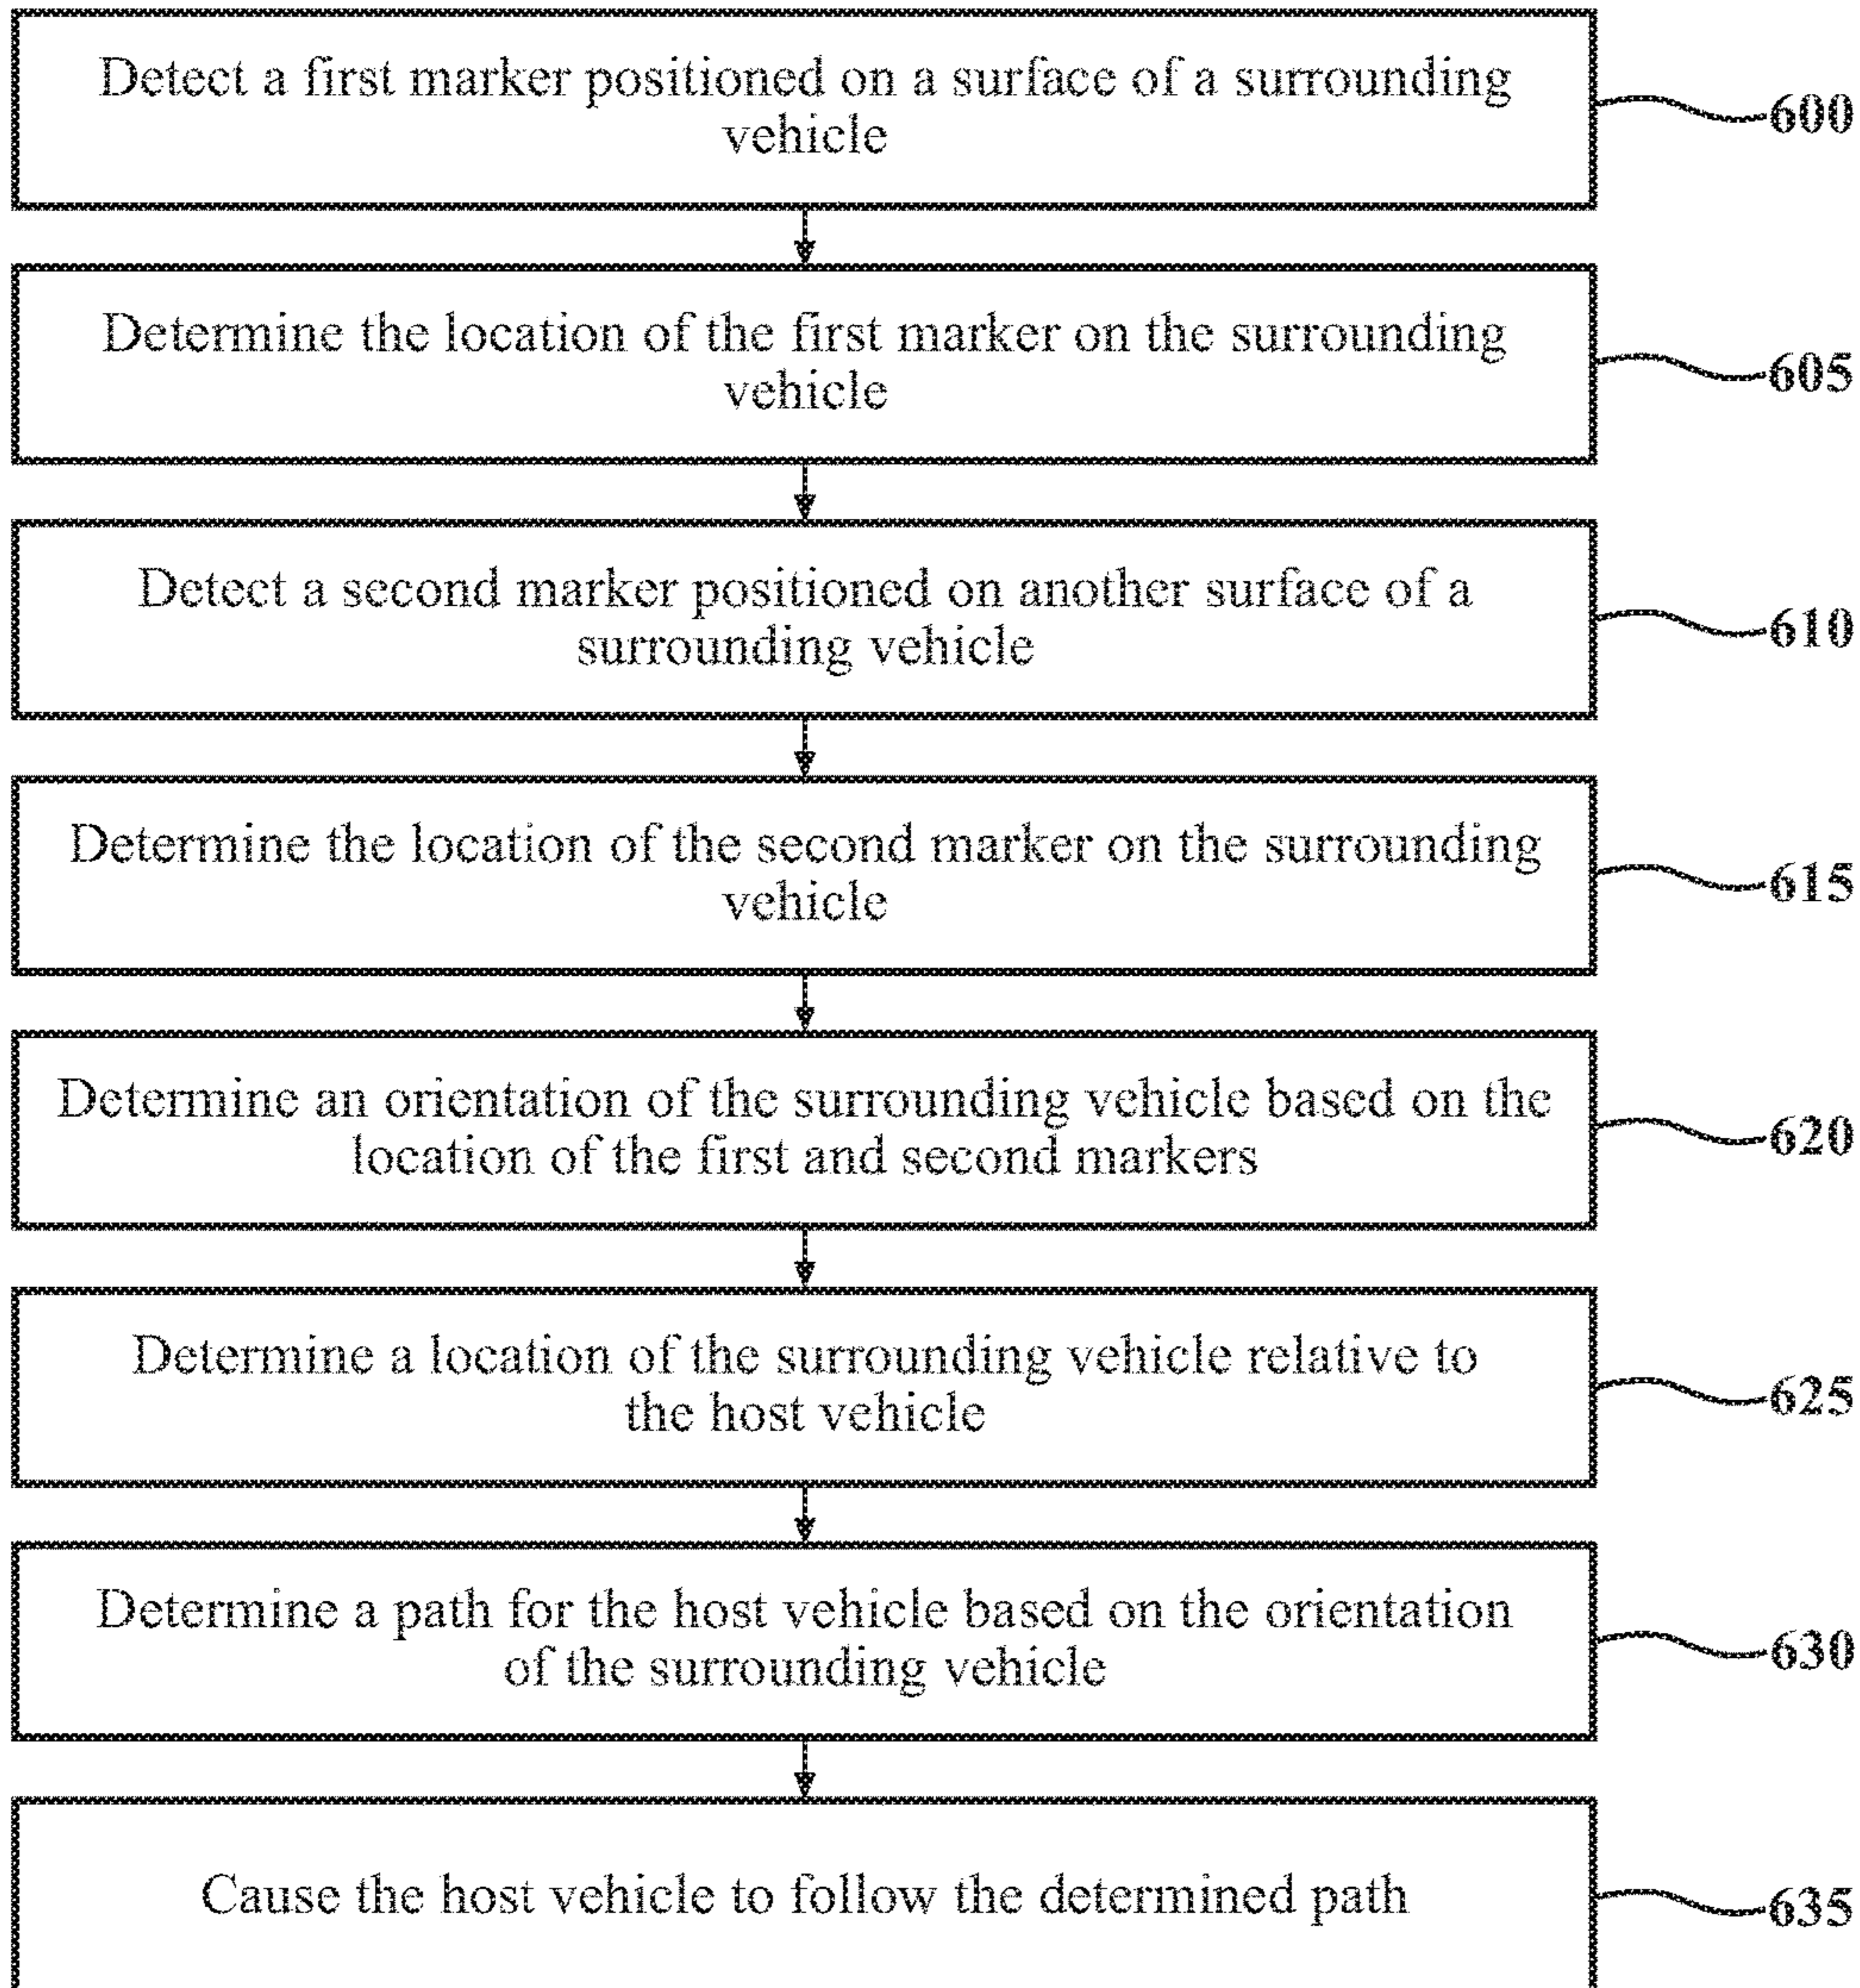 Detect a first marker positioned on a surface of a surrounding
vehicle
600
Determine the location of the first marker on the surrounding
vehicle
605
Detect a second marker positioned on another surface of a
surrounding vehicle
610
Determine the location of the second marker on the surrounding
vehicle
615
Determine an orientation of the surrounding vehicle based on the
location of the first and second markers
620
Determine a location of the surrounding vehicle relative to
the host vehicle
625
Determine a path for the host vehicle based on the orientation
of the surrounding vehicle
630
Cause the host vehicle to follow the determined path
635